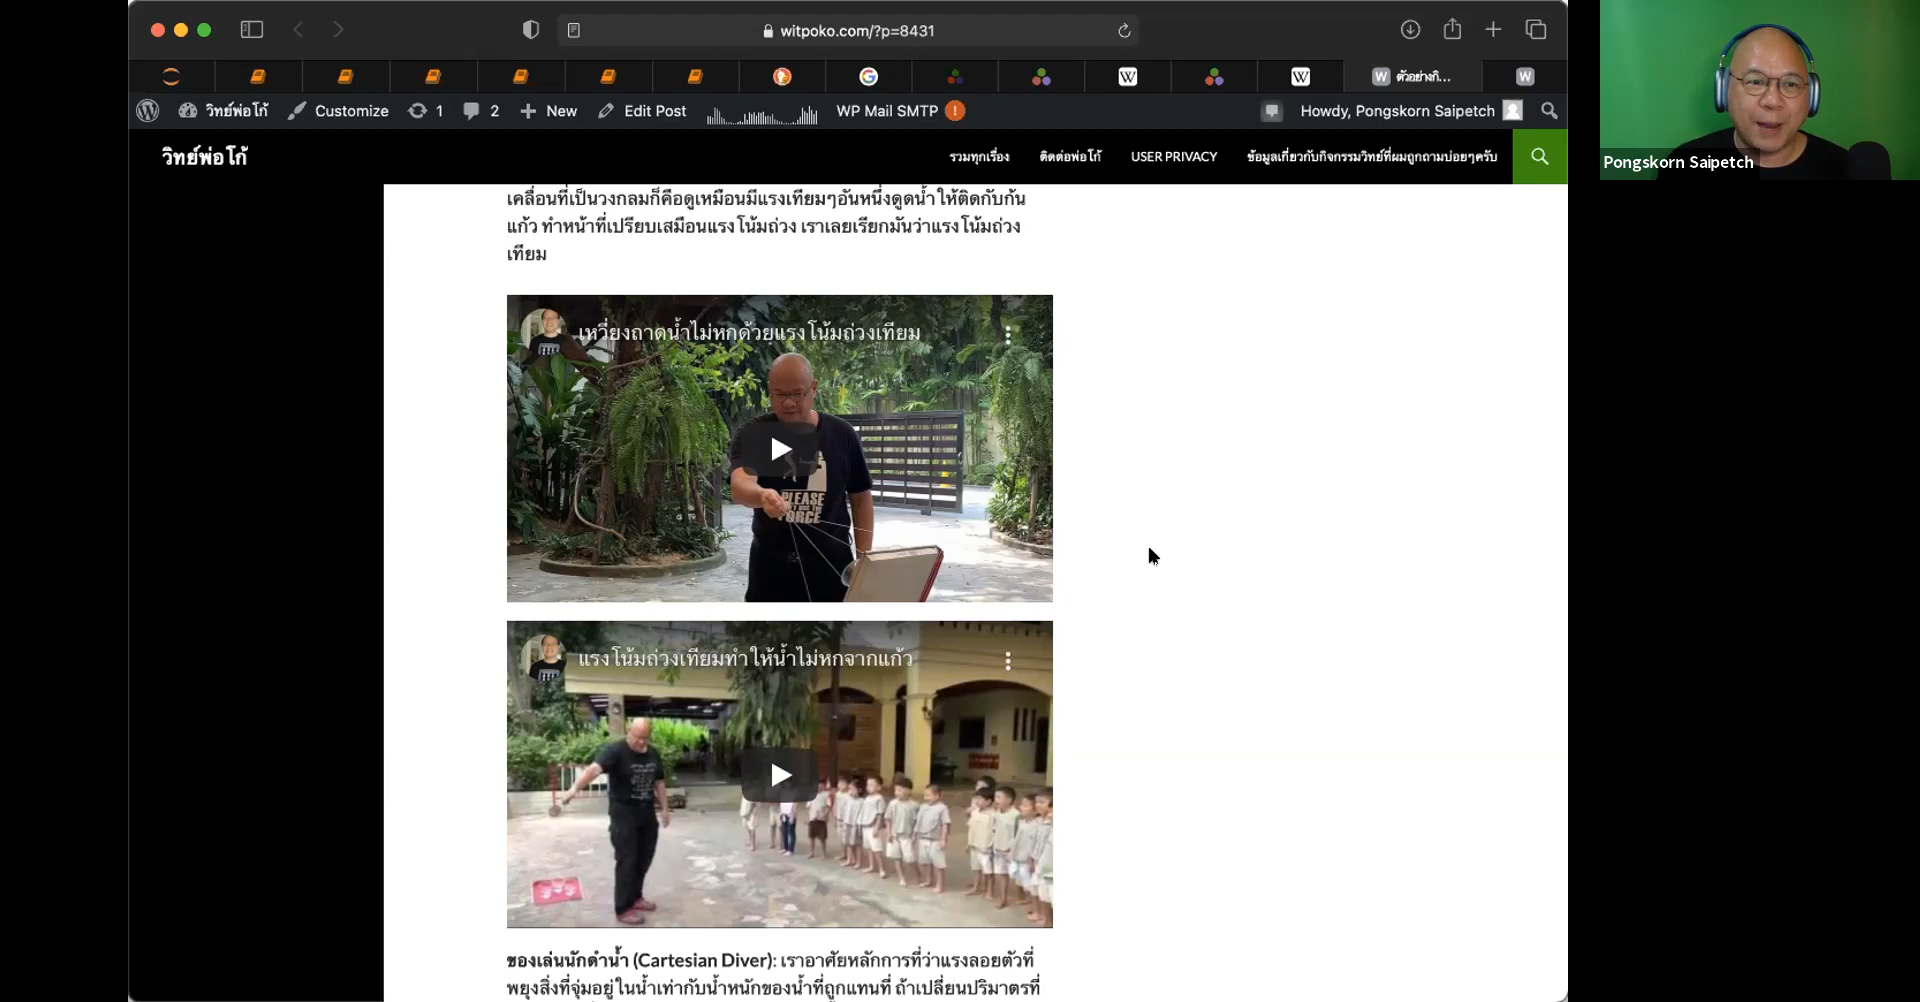 witpoko.com/?p=8431
ตัวอย่างกิ...
วิทย์พ่อโก้
Customize
1
2
New
Edit Post
WP Mail SMTP
!
Howdy, Pongskorn Saipetch
วิทย์พ่อโก้
รวมทุกเรื่อง
ติดต่อพ่อโก้
USER PRIVACY
ข้อมูลเกี่ยวกับกิจกรรมวิทย์ที่ผมถูกถามบ่อยๆครับ
Pongskorn Saipetch
เคลื่อนที่เป็นวงกลมก็คือดูเหมือนมีแรงเทียมๆอันหนึ่งดูดน้ำให้ติดกับก้น
แก้ว ทำหน้าที่เปรียบเสมือนแรงโน้มถ่วง เราเลยเรียกมันว่าแรงโน้มถ่วง
เทียม
เหวี่ยงถาดน้ำไม่หกด้วยแรงโน้มถ่วงเทียม
PLEASE
THE
FORCE
แรงโน้มถ่วงเทียมทำให้น้ำไม่หกจากแก้ว
ของเล่นนักดำน้ำ (Cartesian Diver): เราอาศัยหลักการที่ว่าแรงลอยตัวที่
พยุงสิ่งที่จุ่มอยู่ในน้ำเท่ากับน้ำหนักของน้ำที่ถูกแทนที่ ถ้าเปลี่ยนปริมาตรที่